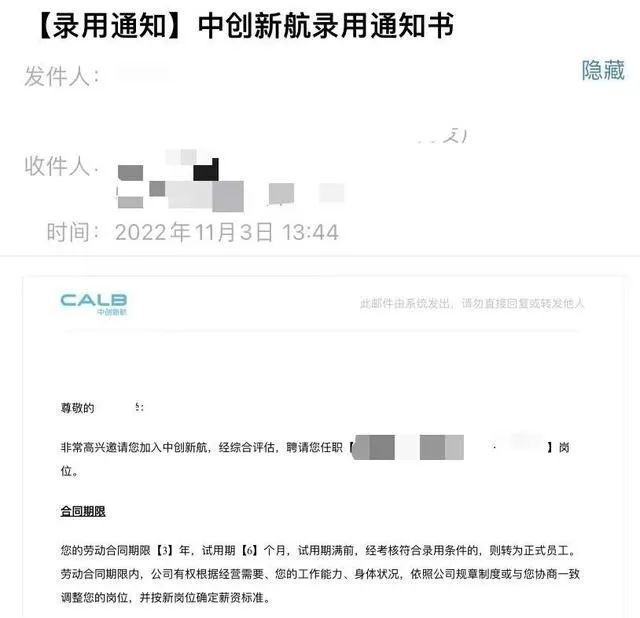 【录用通知】中创新航录用通知书
发件人：
隐藏
收件人
时间：2022年11月3日 13:44
CALB
中创新航
此邮件由系统发出，请勿直接回复或转发他人
尊敬的 ：
非常高兴邀请您加入中创新航，经综合评估，聘请您任职【 】岗
位。
合同期限
您的劳动合同期限【3】年，试用期【6】个月，试用期满前，经考核符合录用条件的，则转为正式员工。
劳动合同期限内，公司有权根据经营需要、您的工作能力、身体状况，依照公司规章制度或与您协商一致
调整您的岗位，并按新岗位确定薪资标准。